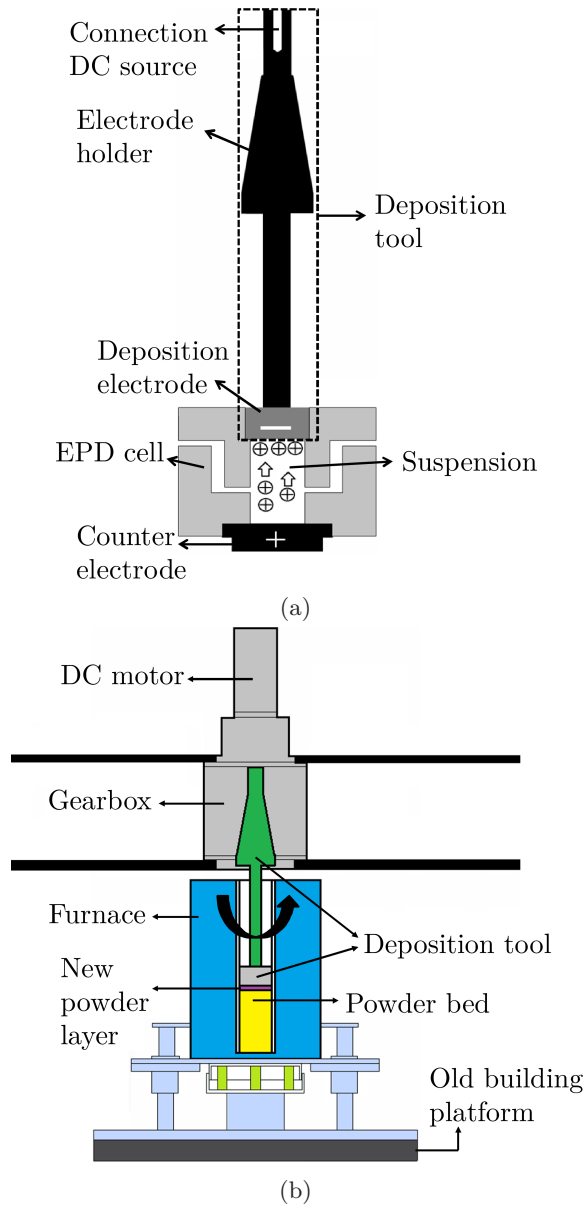 Connection
DC source
Electrode
holder
Deposition
tool
Deposition
electrode
EPD cell
Suspension
Counter
electrode
(a)
DC motor
Gearbox
Furnace
Deposition tool
New
powder
layer
Powder bed
Old building
platform
(b)